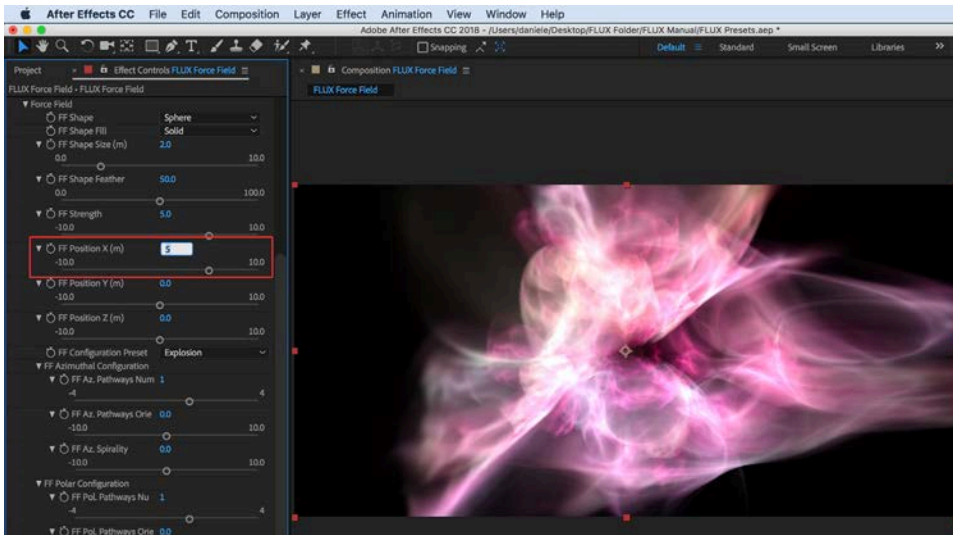 After Effects CC File Edit Composition Layer Effect Animation View Window Help
Adobe After Effects CC 2018 - /Users/daniele/Desktop/FLUX Folder/FLUX Manual/FLUX Presets.aep *
Snapping Default Standard Small Screen Libraries >>
Project Effect Controls FLUX Force Field Composition FLUX Force Field
FLUX Force Field • FLUX Force Field
FLUX Force Field
Force Field
FF Shape Sphere
FF Shape Fill Solid
FF Shape Size (m) 2.0
0.0 10.0
FF Shape Feather 50.0
0.0 100.0
FF Strength 5.0
-10.0 10.0
FF Position X (m) 5
-10.0 10.0
FF Position Y (m) 0.0
-10.0 10.0
FF Position Z (m) 0.0
-10.0 10.0
FF Configuration Preset Explosion
FF Azimuthal Configuration
FF Az. Pathways Num 1
-4 4
FF Az. Pathways Orie 0.0
-10.0 10.0
FF Az. Spirality 0.0
-10.0 10.0
FF Polar Configuration
FF Pol. Pathways Nu 1
-4 4
FF Pol. Pathways Orie 0.0